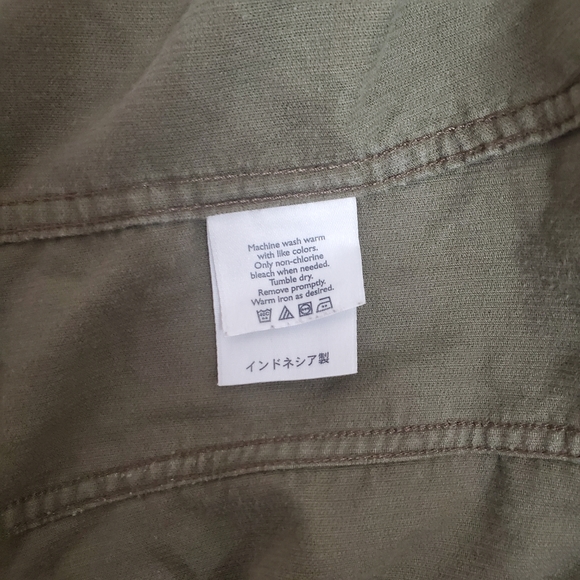 Machine wash warm
with like colors.
Only non-chlorine
bleach when needed.
Tumble dry.
Remove promptly.
Warm iron as desired.
インドネシア製